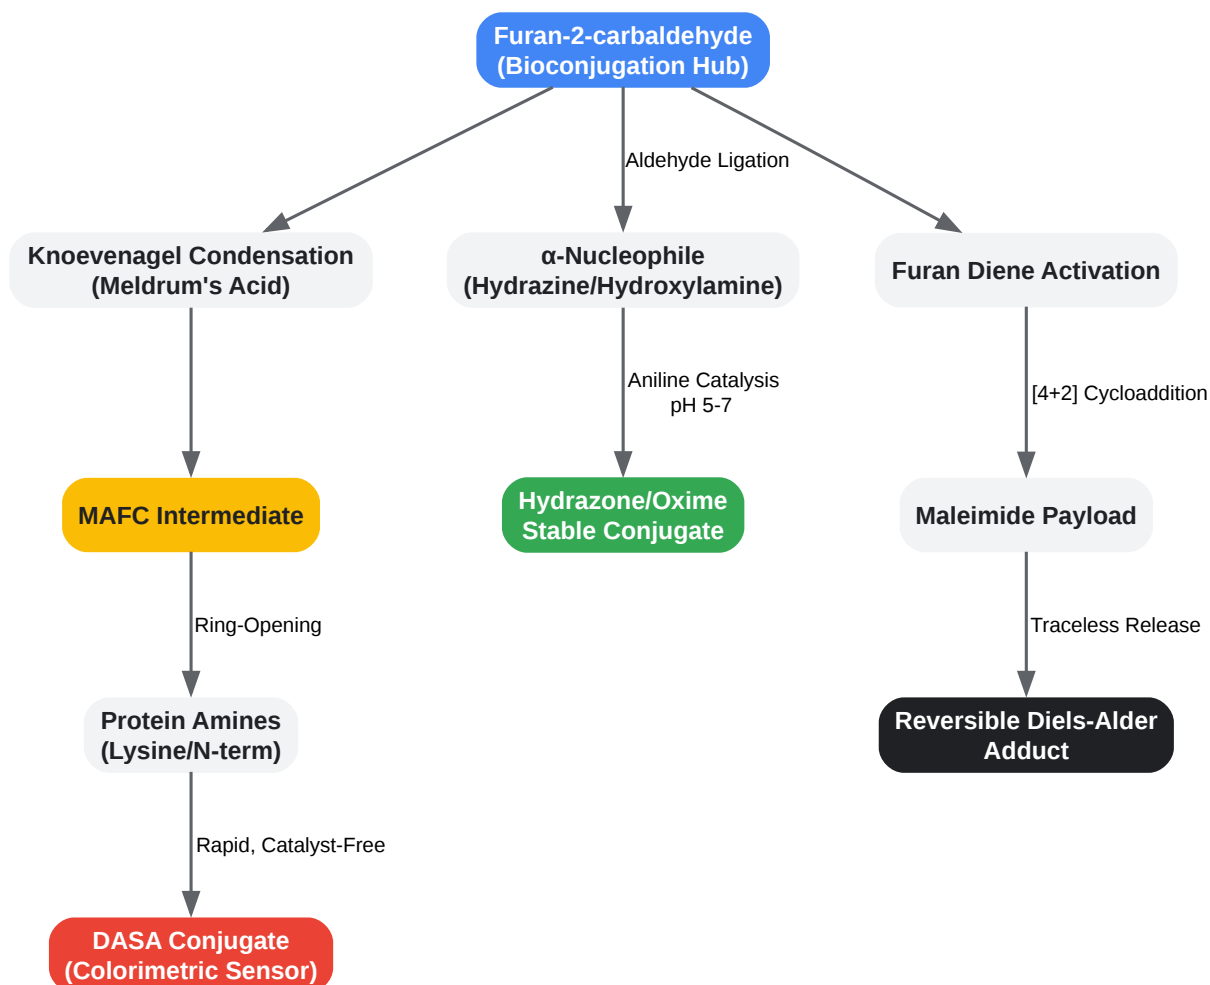 Furan-2-carbaldehyde
(Bioconjugation Hub)
Aldehyde Ligation
Knoevenagel Condensation
(Meldrum's Acid)
α-Nucleophile
(Hydrazine/Hydroxylamine)
Furan Diene Activation
Aniline Catalysis
pH 5-7
[4+2] Cycloaddition
MAFC Intermediate
Hydrazone/Oxime
Stable Conjugate
Maleimide Payload
Ring-Opening
Traceless Release
Protein Amines
(Lysine/N-term)
Reversible Diels-Alder
Adduct
Rapid, Catalyst-Free
DASA Conjugate
(Colorimetric Sensor)